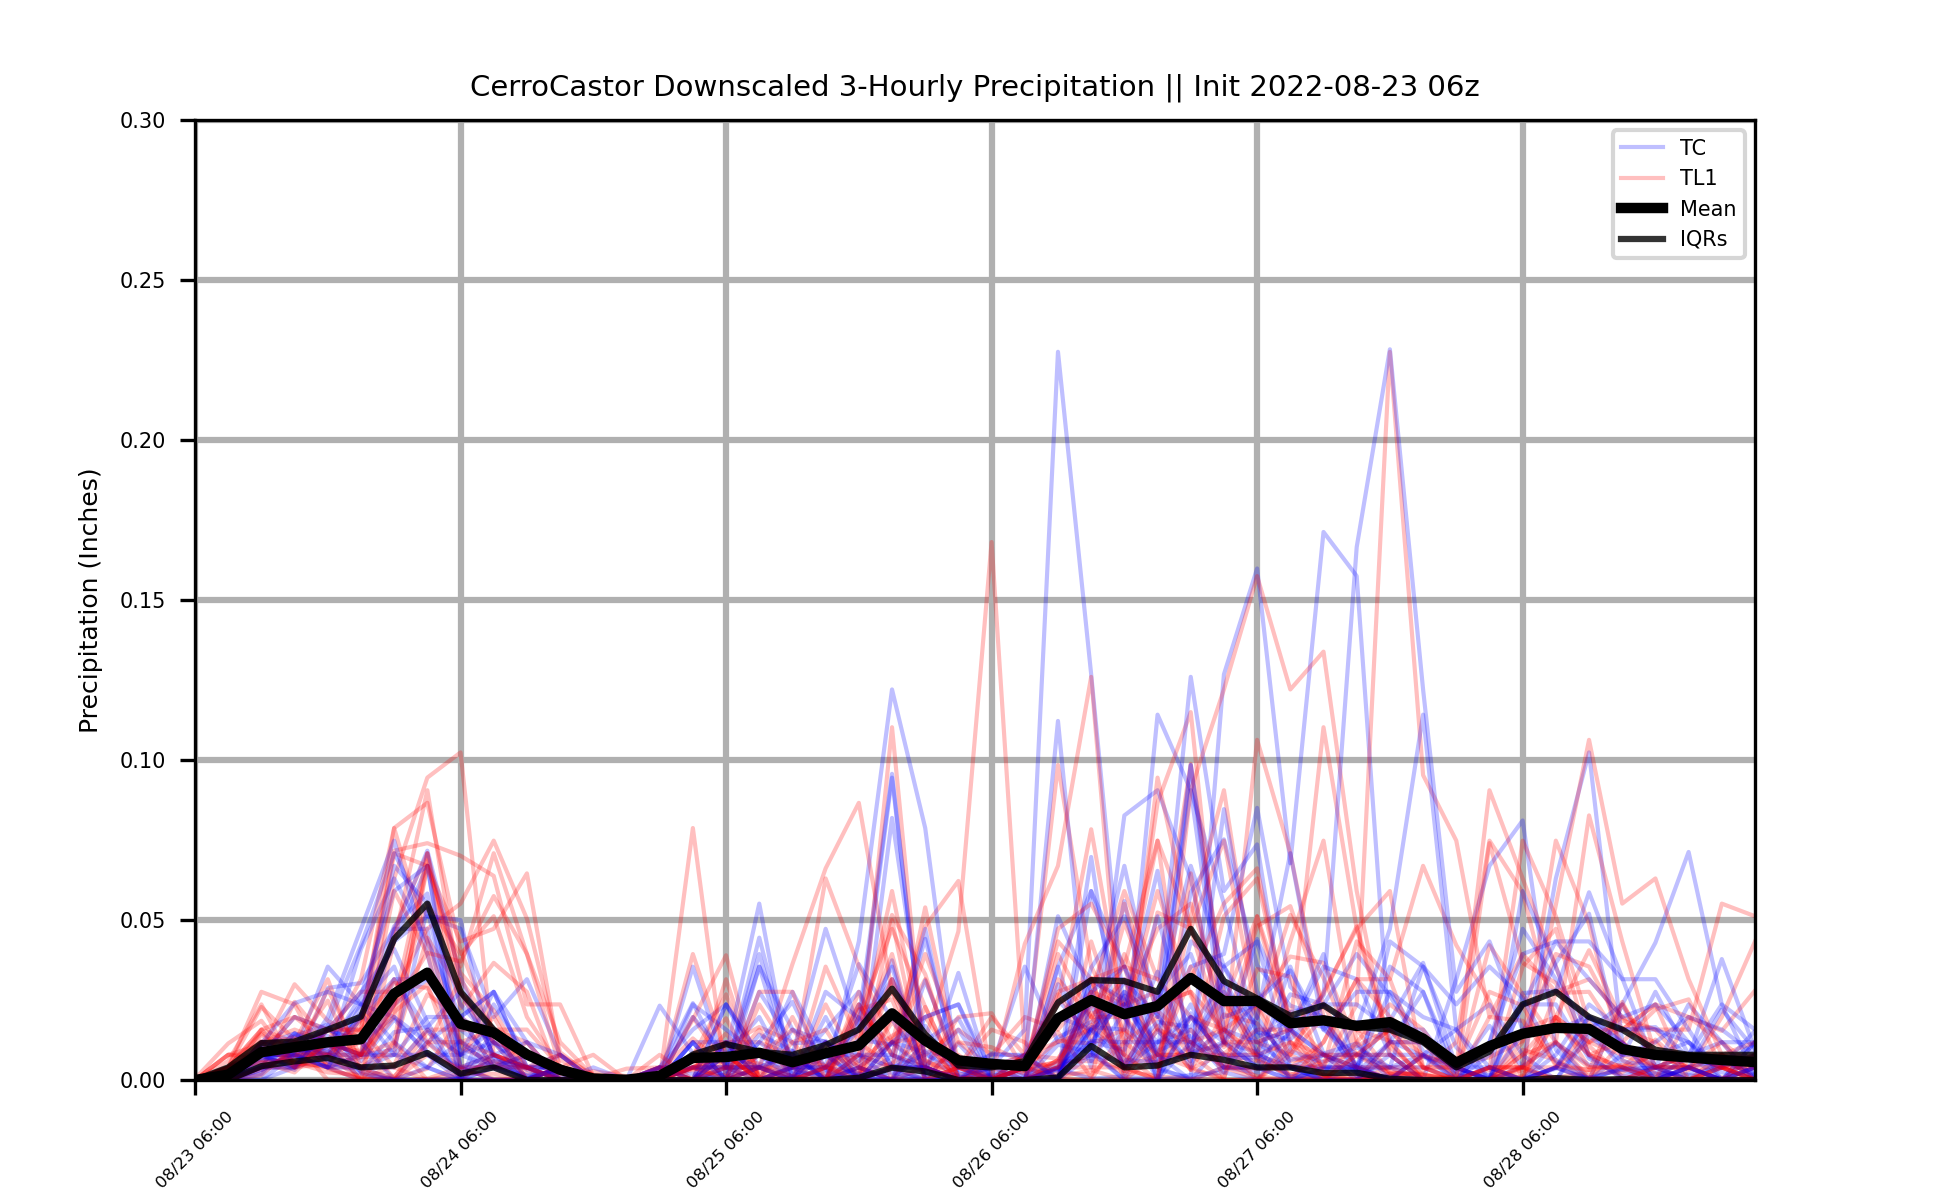 CerroCastor Downscaled 3-Hourly Precipitation || Init 2022-08-23 06z
0.30
0.25
0.20
0.15
0.10
0.05
0.00
Precipitation (Inches)
TC
TL1
Mean
IQRs
08/23 06:00
08/24 06:00
08/25 06:00
08/26 06:00
08/27 06:00
08/28 06:00